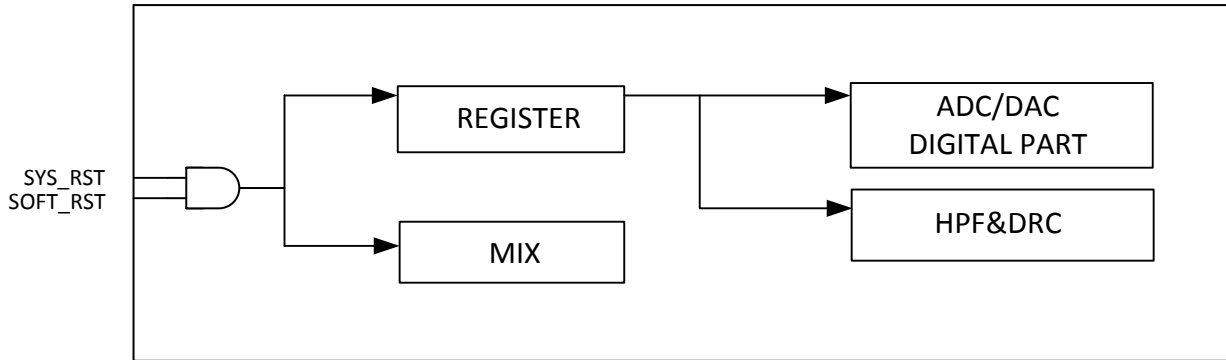 REGISTER
ADC/DAC
DIGITAL PART
SYS_RST
SOFT_RST
MIX
HPF&DRC